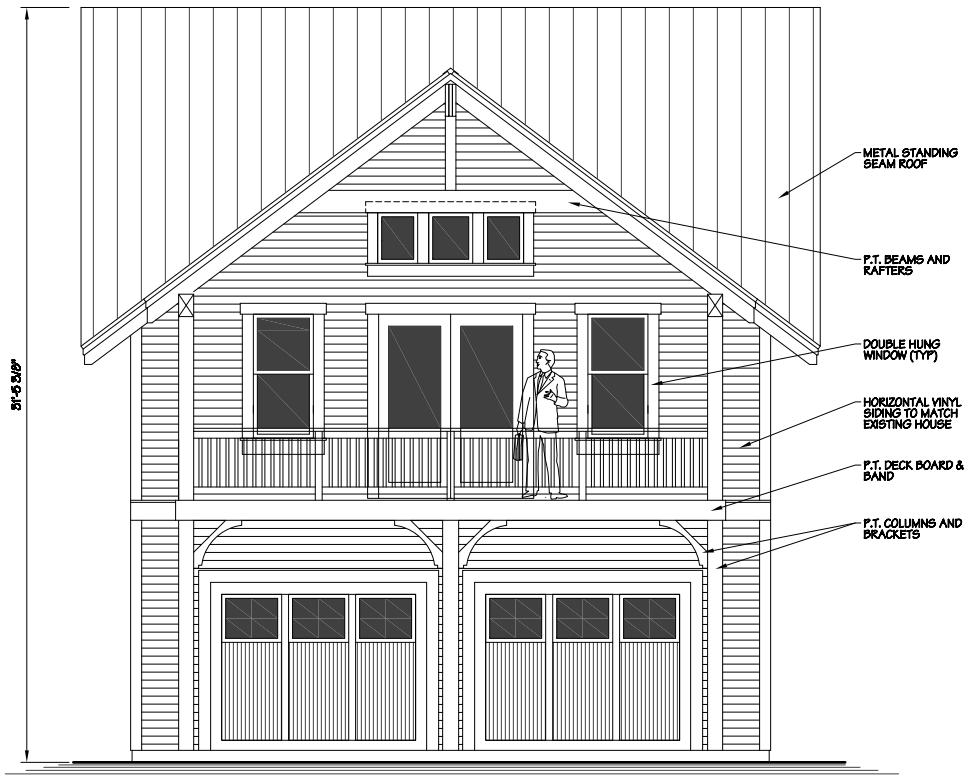 METAL STANDING
SEAM ROOF
P.T. BEAMS AND
RAFTERS
31'-5 3/8"
DOUBLE HUNG
WINDOW (TYP)
HORIZONTAL VINYL
SIDING TO MATCH
EXISTING HOUSE
P.T. DECK BOARD &
BAND
P.T. COLUMNS AND
BRACKETS